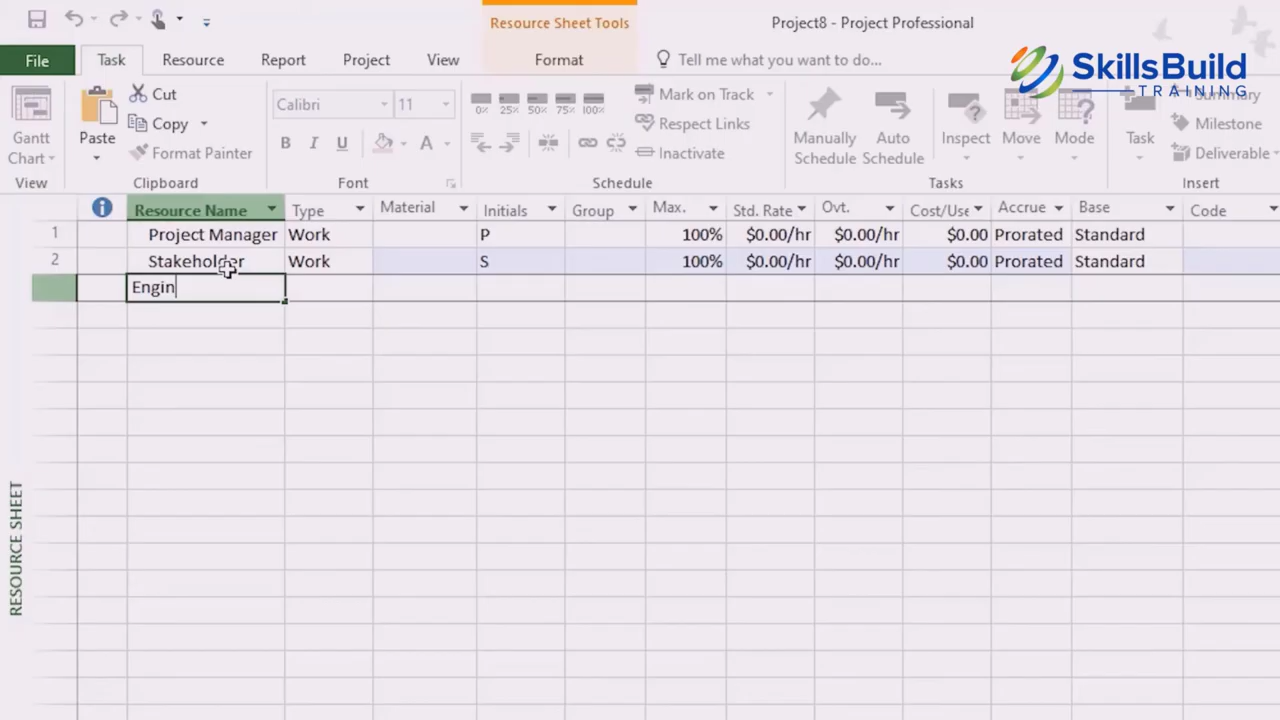 Resource Sheet Tools
Project8 - Project Professional
File Task Resource Report Project View Format Tell me what you want to do...
SkillsBuild
TRAINING
Paste
Cut
Copy
Format Painter
Clipboard
Gantt
Chart
View
Calibri 11
B I U A
Font
0% 25% 50% 75% 100%
Mark on Track
Respect Links
Inactivate
Schedule
Manually
Schedule
Auto
Schedule
Inspect
Move
Mode
Tasks
Task
Summary
Milestone
Deliverable
Insert
Resource Name Type Material Initials Group Max. Std. Rate Ovt. Cost/Use Accrue Base Code
1 Project Manager Work P 100% $0.00/hr $0.00/hr $0.00 Prorated Standard
2 Stakeholder Work S 100% $0.00/hr $0.00/hr $0.00 Prorated Standard
Engin
RESOURCE SHEET